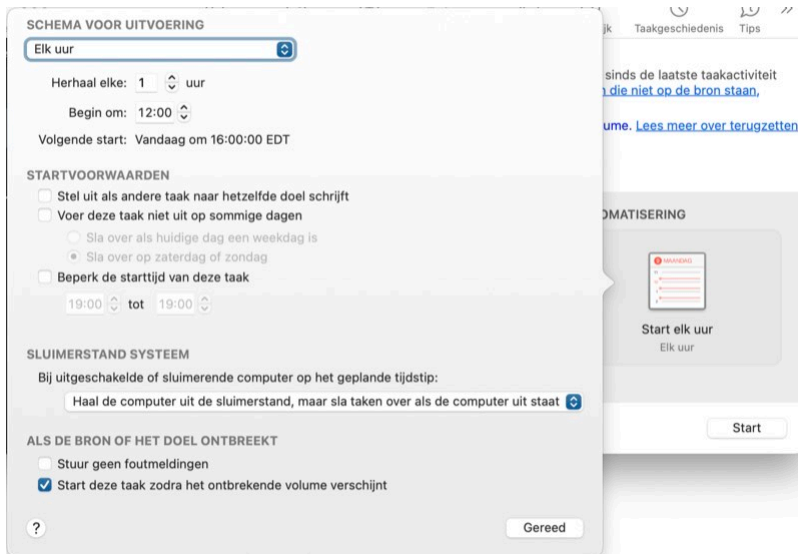 SCHEMA VOOR UITVOERING
Elk uur
Herhaal elke: 1 uur
Begin om: 12:00
Volgende start: Vandaag om 16:00:00 EDT
STARTVOORWAARDEN
Stel uit als andere taak naar hetzelfde doel schrijft
Voer deze taak niet uit op sommige dagen
Sla over als huidige dag een weekdag is
Sla over op zaterdag of zondag
Beperk de starttijd van deze taak
19:00 tot 19:00
SLUIMERSTAND SYSTEEM
Bij uitgeschakelde of sluimerende computer op het geplande tijdstip:
Haal de computer uit de sluimerstand, maar sla taken over als de computer uit staat
ALS DE BRON OF HET DOEL ONTBREEKT
Stuur geen foutmeldingen
Start deze taak zodra het ontbrekende volume verschijnt
?
Gereed
jk Taakgeschiedenis Tips
sinds de laatste taakactiviteit
die niet op de bron staan,
ume. Lees meer over terugzetten
OMATISERING
MAANDAG
Start elk uur
Elk uur
Start